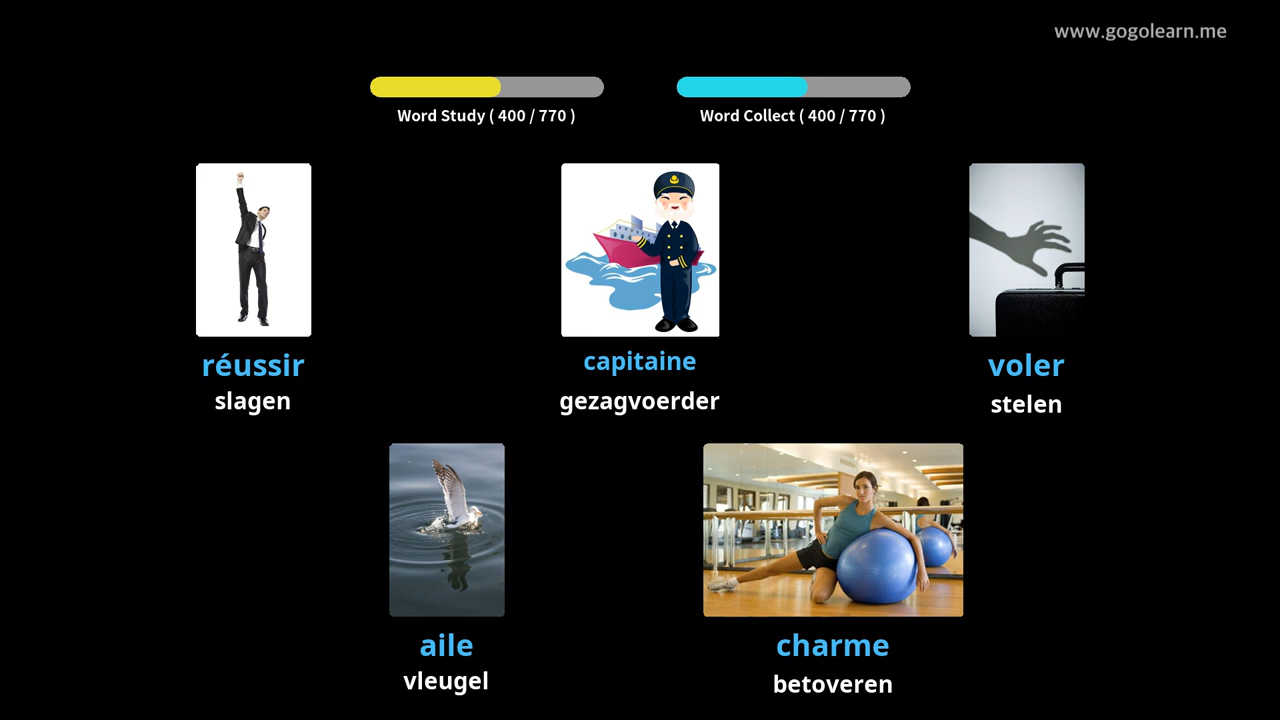 www.gogolearn.me
Word Study ( 400 / 770 )
Word Collect ( 400 / 770 )
réussir
slagen
capitaine
gezagvoerder
voler
stelen
aile
vleugel
charme
betoveren